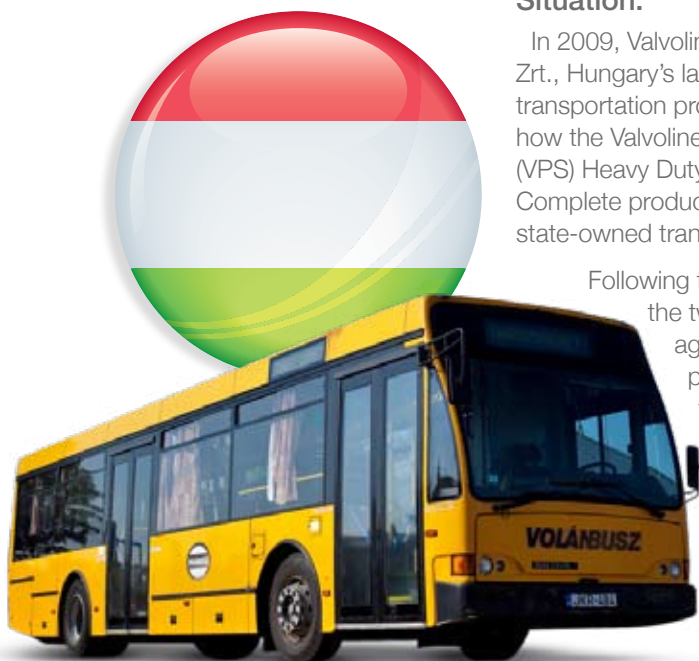 Situation:
In 2009, Valvolin
Zrt., Hungary’s la
transportation pro
how the Valvoline
(VPS) Heavy Duty
Complete produc
state-owned tran
Following t
the tw
ag
p
VOLÁNBUSZ